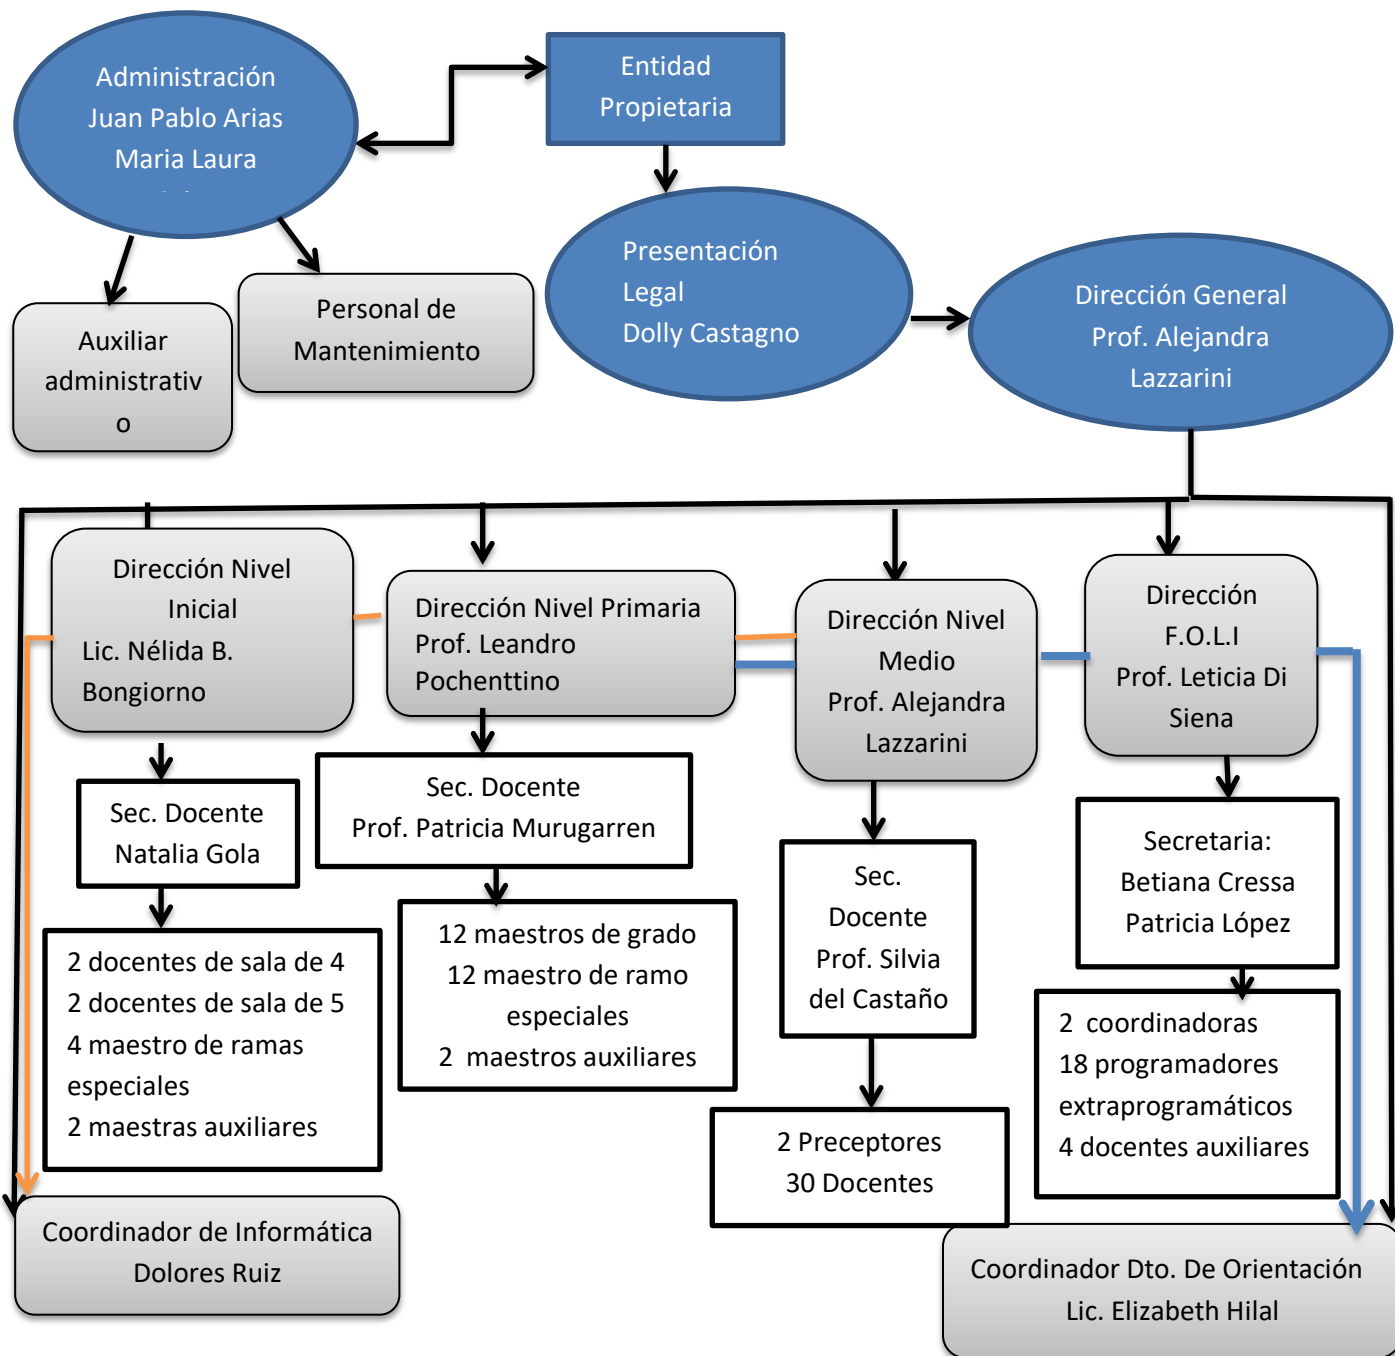 Administración
Juan Pablo Arias
Maria Laura
Entidad
Propietaria
Presentación
Legal
Dolly Castagno
Dirección General
Prof. Alejandra
Lazzarini
Auxiliar
administrativ
o
Personal de
Mantenimiento
Dirección Nivel
Inicial
Lic. Nélida B.
Bongiorno
Dirección Nivel Primaria
Prof. Leandro
Pochenttino
Dirección Nivel
Medio
Prof. Alejandra
Lazzarini
Dirección
F.O.L.I
Prof. Leticia Di
Siena
Sec. Docente
Natalia Gola
Sec. Docente
Prof. Patricia Murugarren
Sec.
Docente
Prof. Silvia
del Castaño
Secretaria:
Betiana Cressa
Patricia López
2 docentes de sala de 4
2 docentes de sala de 5
4 maestro de ramas
especiales
2 maestras auxiliares
12 maestros de grado
12 maestro de ramo
especiales
2 maestros auxiliares
2 Preceptores
30 Docentes
2 coordinadoras
18 programadores
extraprogramáticos
4 docentes auxiliares
Coordinador de Informática
Dolores Ruiz
Coordinador Dto. De Orientación
Lic. Elizabeth Hilal